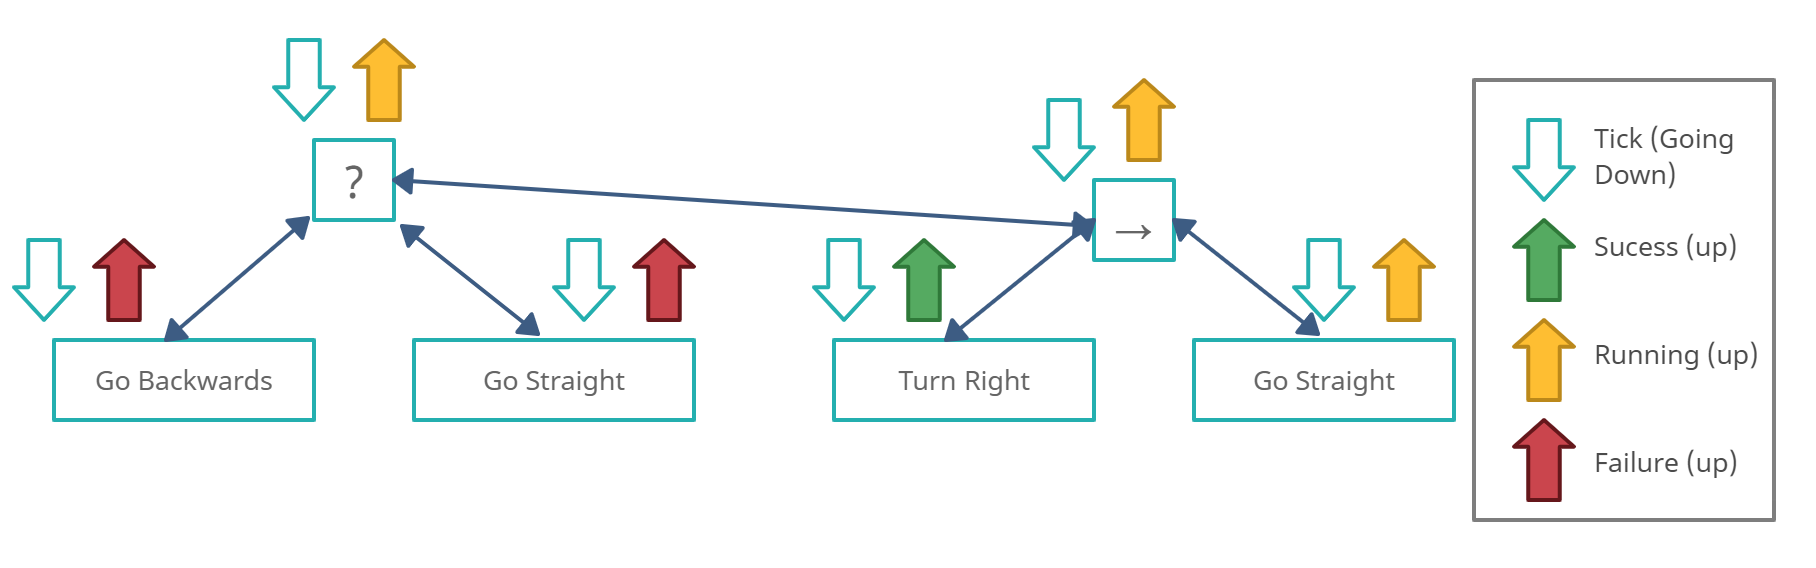 ?
→
Go Backwards
Go Straight
Turn Right
Go Straight
Tick (Going
Down)
Sucess (up)
Running (up)
Failure (up)